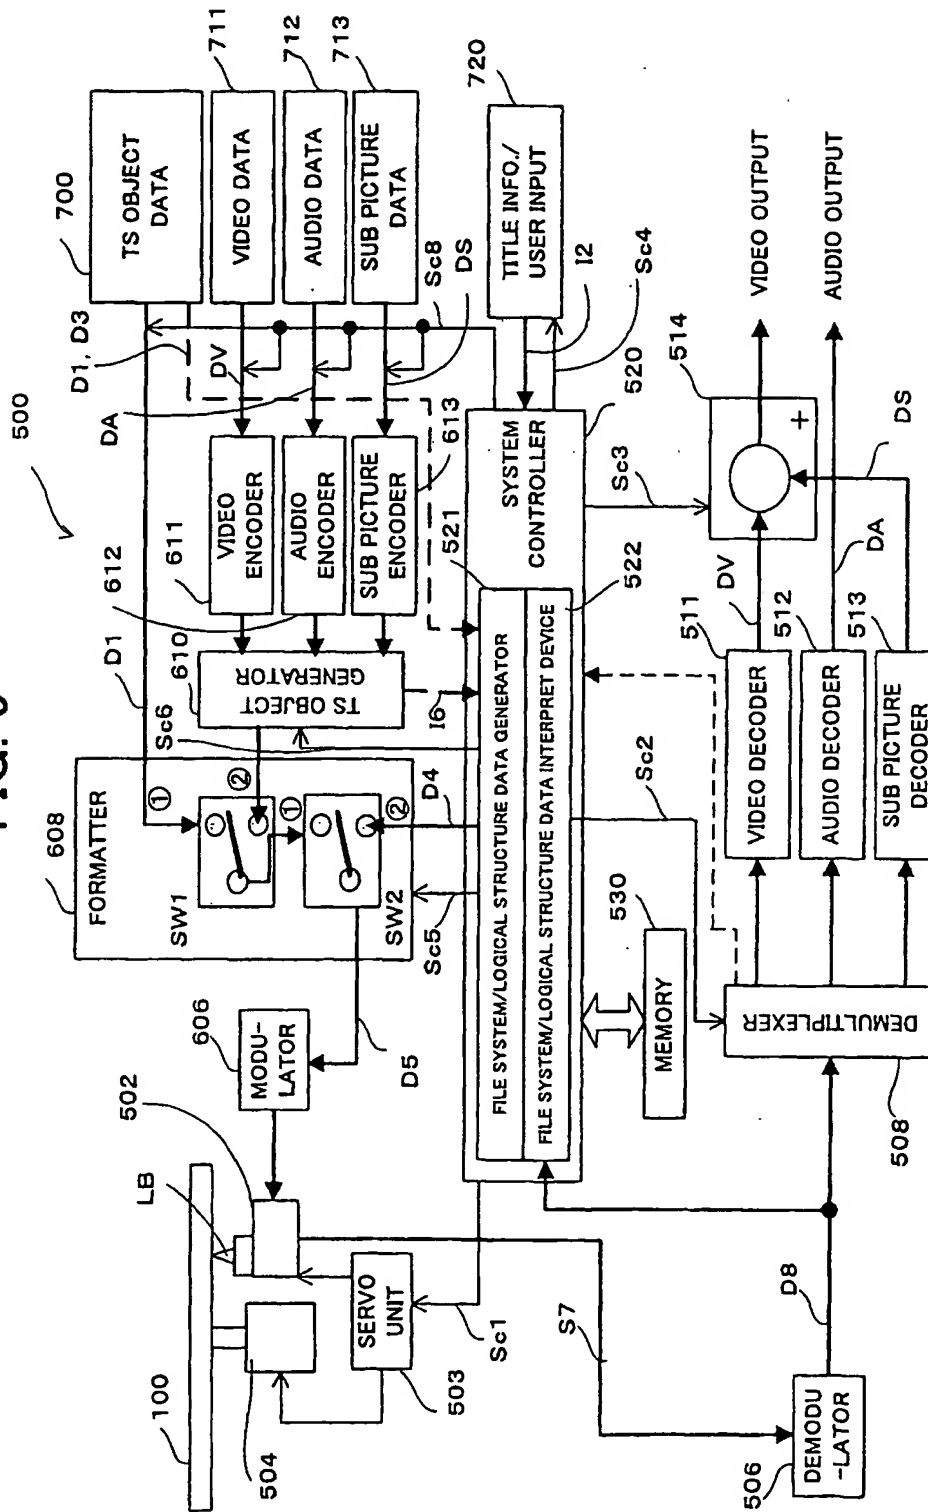 500
100
LB
502
504
SERVO
UNIT
503
Sc1
606
MODU-
LATOR
D5
608
FORMATTER
①
②
SW1
①
②
SW2
Sc5
D4
D1
Sc6
610
TS OBJECT
GENERATOR
I6
611
VIDEO
ENCODER
612
AUDIO
ENCODER
SUB PICTURE
ENCODER
613
D1, D3
DV
DA
DS
Sc8
700
TS OBJECT
DATA
711
VIDEO DATA
712
AUDIO DATA
713
SUB PICTURE
DATA
720
TITLE INFO./
USER INPUT
I2
Sc4
520
SYSTEM
CONTROLLER
521
FILE SYSTEM/LOGICAL STRUCTURE DATA GENERATOR
522
FILE SYSTEM/LOGICAL STRUCTURE DATA INTERPRET DEVICE
530
MEMORY
Sc2
Sc3
S7
506
DEMODU
-LATOR
D8
508
DEMULTIPLEXER
511
VIDEO DECODER
512
AUDIO DECODER
513
SUB PICTURE
DECODER
DV
DA
DS
514
+
VIDEO OUTPUT
AUDIO OUTPUT